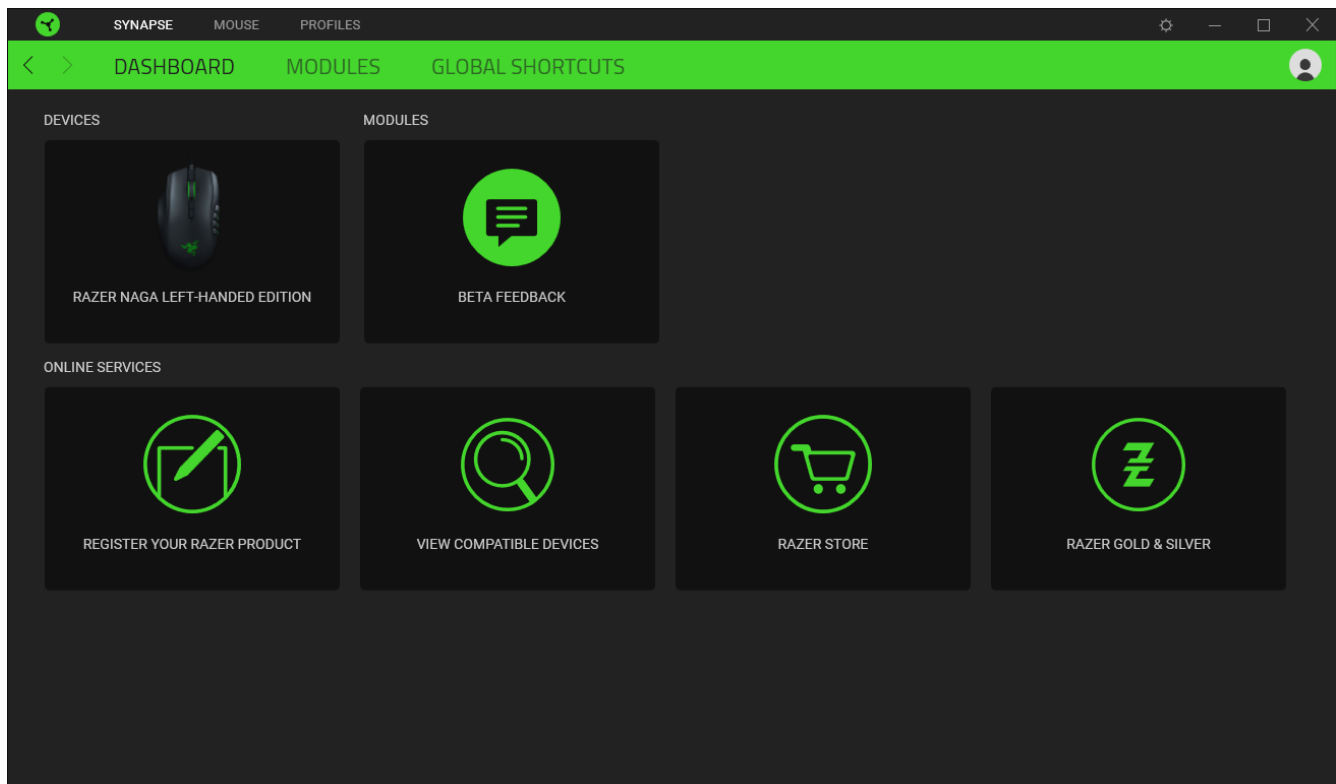 SYNAPSE MOUSE PROFILES
DASHBOARD MODULES GLOBAL SHORTCUTS
DEVICES MODULES
RAZER NAGA LEFT-HANDED EDITION BETA FEEDBACK
ONLINE SERVICES
REGISTER YOUR RAZER PRODUCT VIEW COMPATIBLE DEVICES RAZER STORE RAZER GOLD & SILVER